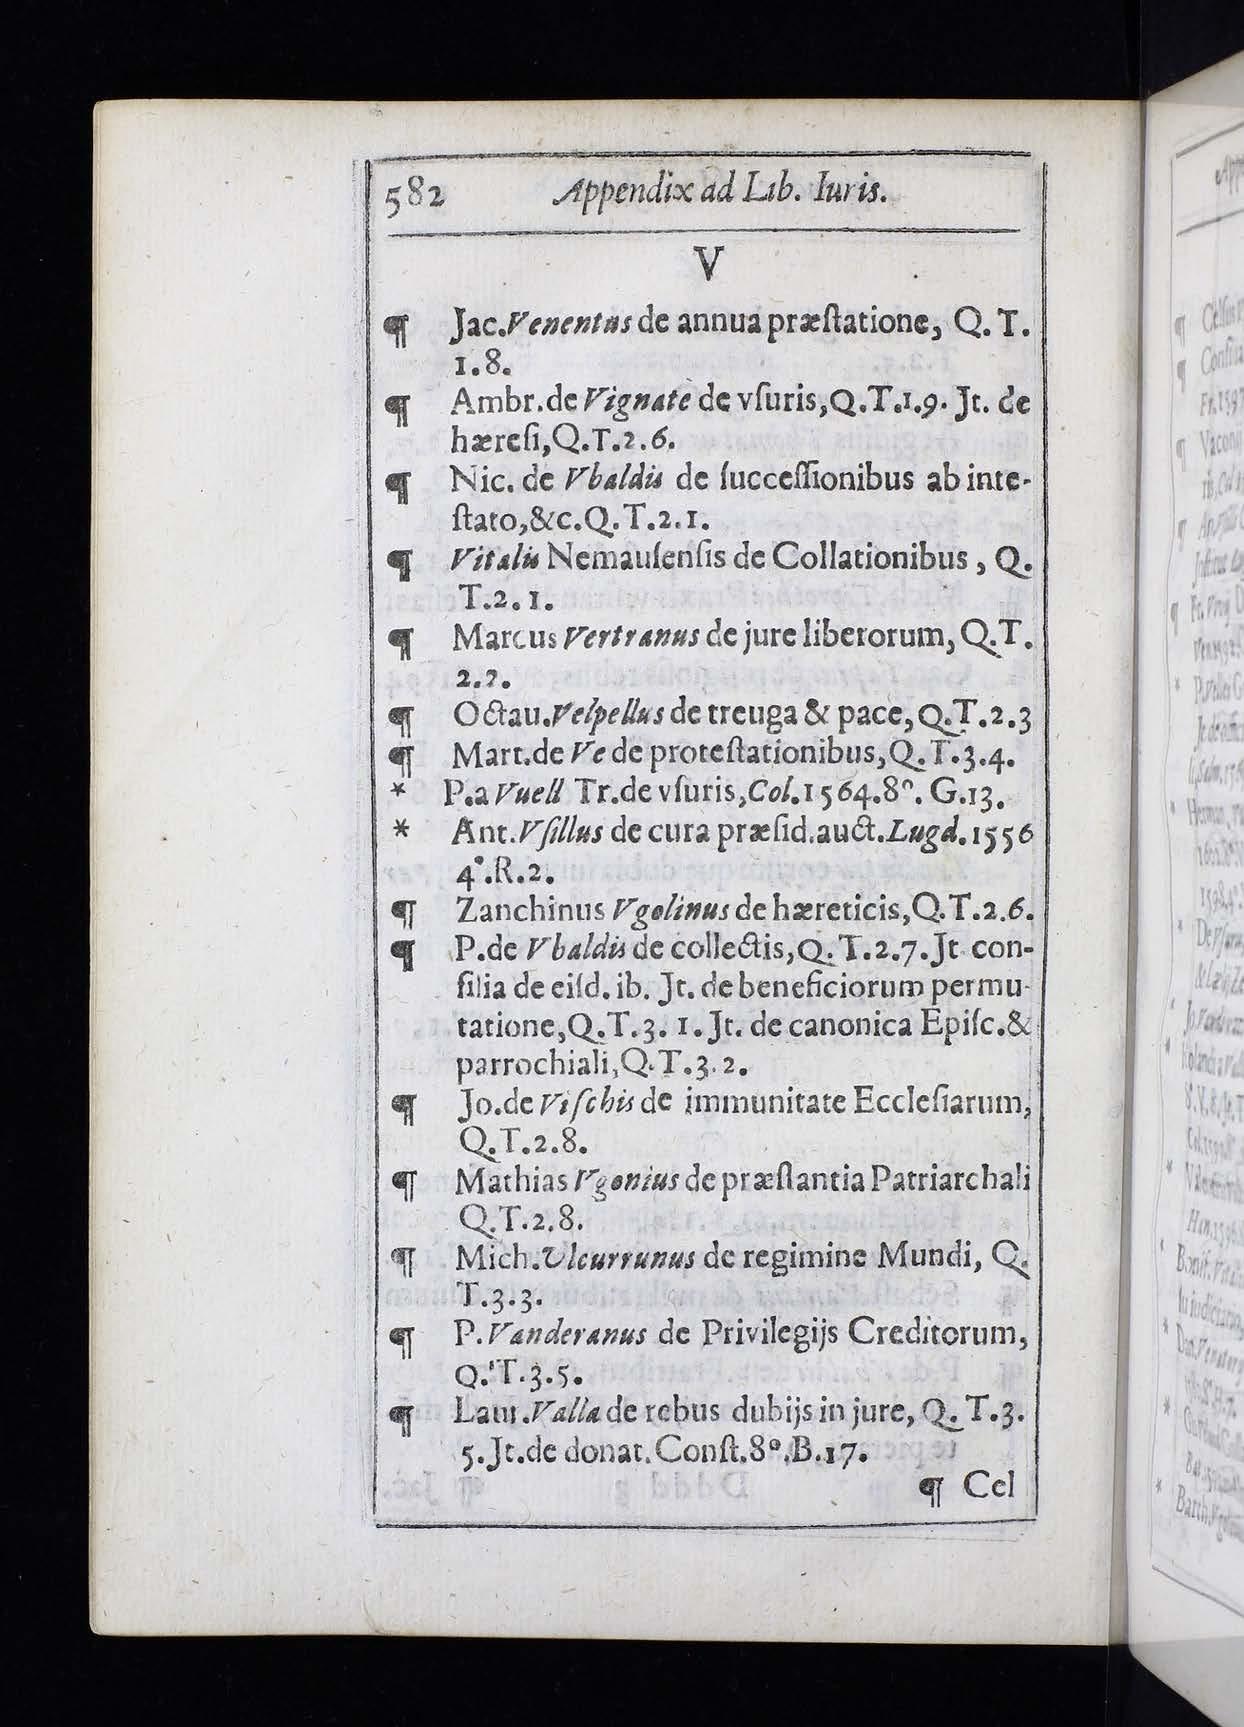 582 Appendix ad Lib. Iuris.
V
¶ Jac. Venentus de annua præſtatione, Q. T.
1. 8.
¶ Ambr. de Vignate de vſuris, Q. T. 1. 9. Jt. de
hæreſi, Q. T. 2. 6.
¶ Nic. de Vbaldis de ſucceſſionibus ab inte-
ſtato, &c. Q. T. 2. 1.
¶ Vitalis Nemauſenſis de Collationibus, Q.
T. 2. 1.
¶ Marcus Vertranus de jure liberorum, Q. T.
2. 2.
¶ Octau. Velpellus de treuga & pace, Q. T. 2. 3
¶ Mart. de Ve de proteſtationibus, Q. T. 3. 4.
* P. a Vuell Tr. de vſuris, Col. 1564. 8°. G. 13.
* Ant. Vſillus de cura præſid. auct. Lugd. 1556
4°. R. 2.
¶ Zanchinus Vgolinus de hæreticis, Q. T. 2. 6.
¶ P. de Vbaldis de collectis, Q. T. 2. 7. Jt con-
ſilia de eiſd. ib. Jt. de beneficiorum permu-
tatione, Q. T. 3. 1. Jt. de canonica Epiſc. &
parrochiali, Q. T. 3. 2.
¶ Jo. de Viſchis de immunitate Eccleſiarum,
Q. T. 2. 8.
¶ Mathias Vgonius de præſtantia Patriarchali
Q. T. 2. 8.
¶ Mich. Vlcurrunus de regimine Mundi, Q.
T. 3. 3.
¶ P. Vanderanus de Privilegijs Creditorum,
Q. T. 3. 5.
¶ Laur. Valla de rebus dubijs in jure, Q. T. 3.
5. Jt. de donat. Conſt. 8°. B. 17.
¶ Cel